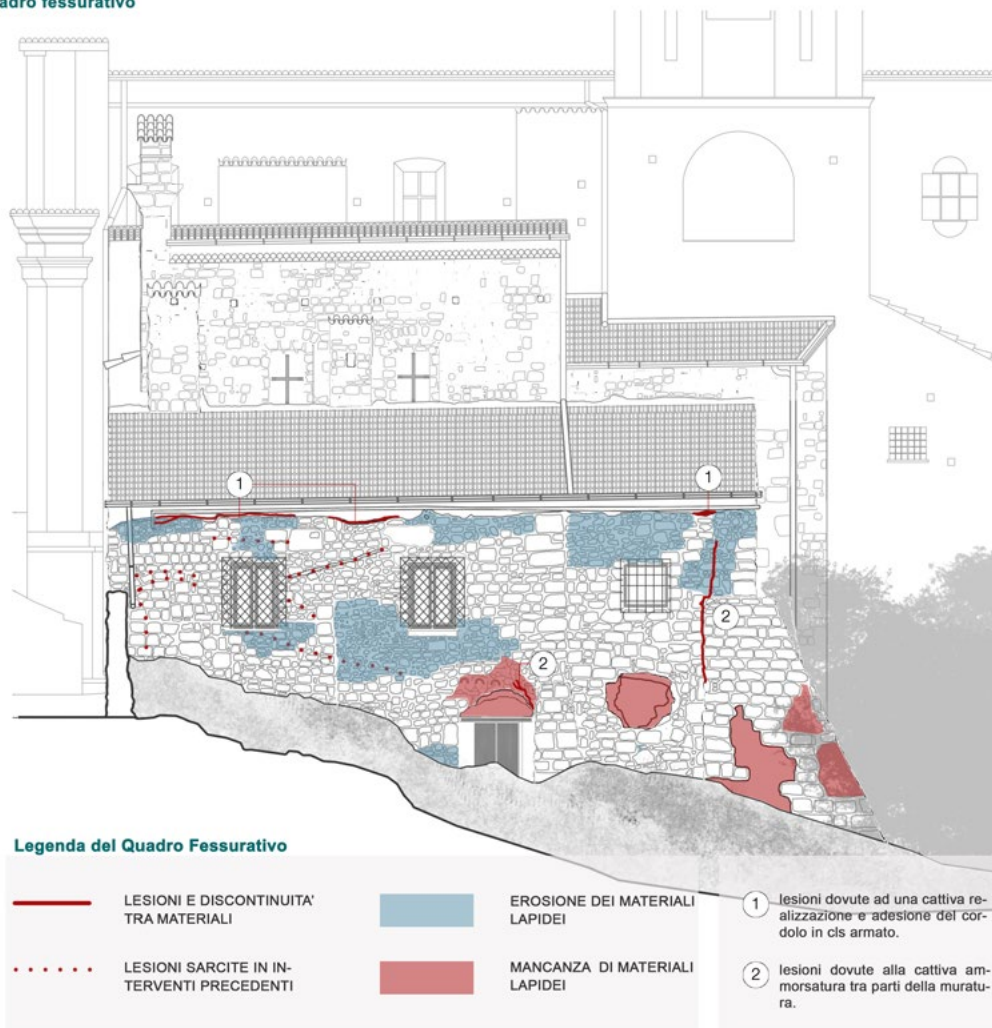 adro fessurativo
1
1
2
2
Legenda del Quadro Fessurativo
LESIONI E DISCONTINUITA'
TRA MATERIALI
LESIONI SARCITE IN IN-
TERVENTI PRECEDENTI
EROSIONE DEI MATERIALI
LAPIDEI
MANCANZA DI MATERIALI
LAPIDEI
1 lesioni dovute ad una cattiva re-
alizzazione e adesione del cor-
dolo in cls armato.
2 lesioni dovute alla cattiva am-
morsatura tra parti della muratu-
ra.